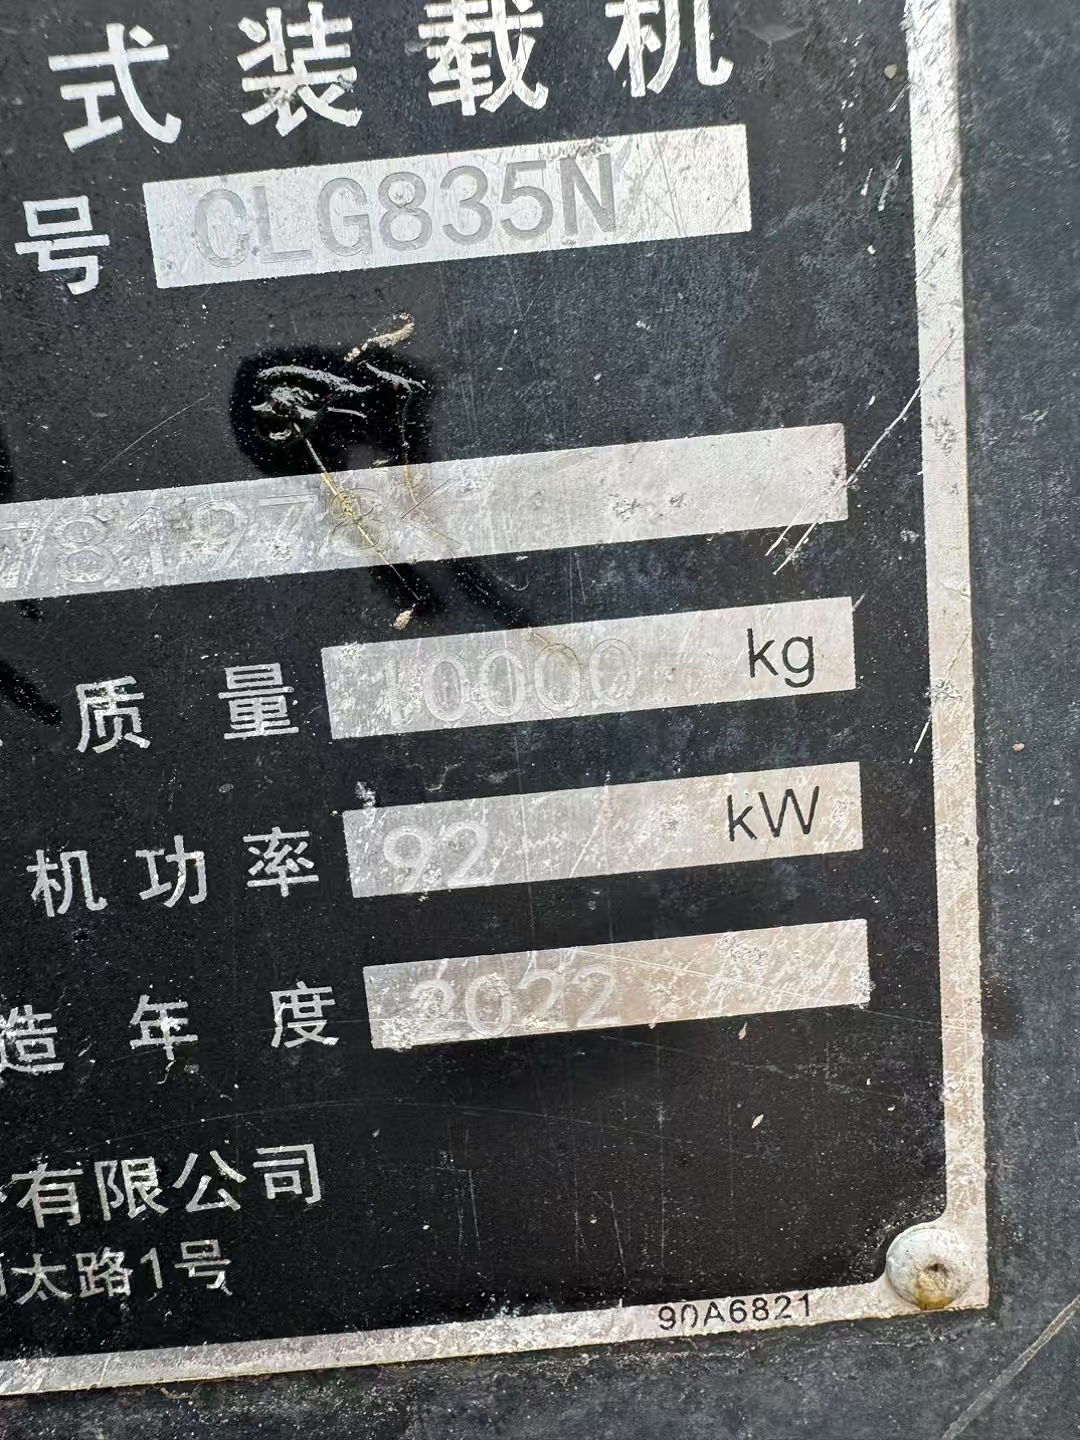 式装载机
号 CLG835N
7819738
质量 10000 kg
机功率 92 kW
造年度 2022
有限公司
太路1号
90A6821